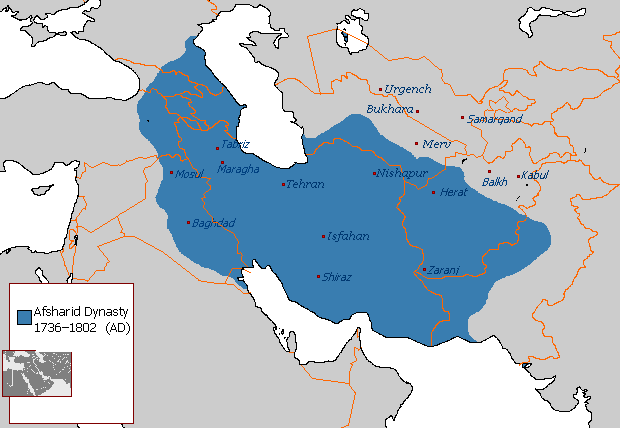 Urgench
Bukhara
Samarqand
Tabriz
Merv
Maragha
Mosul
Nishapur
Balkh
Kabul
Tehran
Herat
Baghdad
Isfahan
Zaranj
Shiraz
Afsharid Dynasty
1736–1802 (AD)